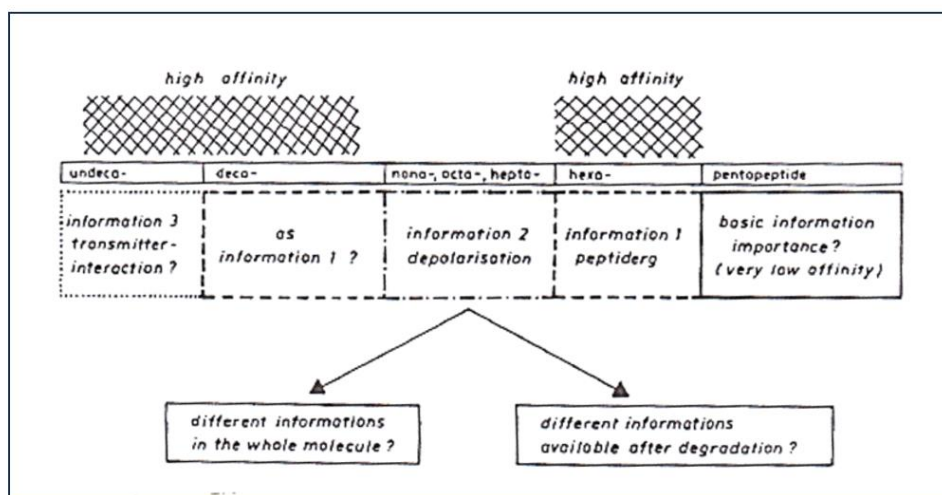 high affinity
high affinity
undeca-
deca-
nona-, octa-, hepta-
hexa-
pentapeptide
information 3
transmitter-
interaction ?
as
information 1 ?
information 2
depolarisation
information 1
peptiderg
basic information
importance ?
( very low affinity )
different informations
in the whole molecule ?
different informations
available after degradation ?